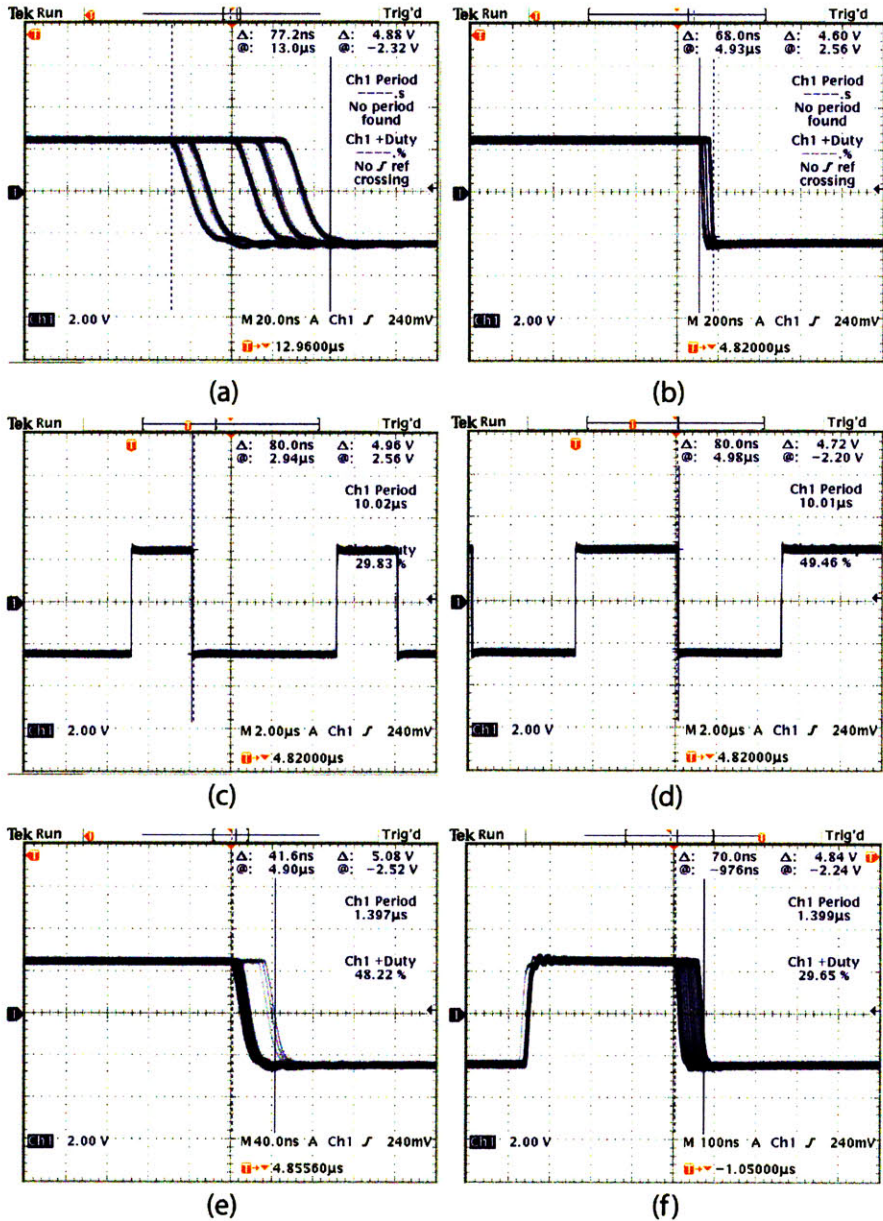 Tek Run Trig'd
Δ: 77.2ns Δ: 4.88 V
@: 13.0µs @: −2.32 V
Ch1 Period
----.s
No period
found
Ch1 +Duty
----.%
No ʃ ref
crossing
Ch1 2.00 V M 20.0ns A Ch1 ʃ 240mV
T→▼ 12.9600µs
(a)
Tek Run Trig'd
Δ: 68.0ns Δ: 4.60 V
@: 4.93µs @: 2.56 V
Ch1 Period
----.s
No period
found
Ch1 +Duty
----.%
No ʃ ref
crossing
Ch1 2.00 V M 200ns A Ch1 ʃ 240mV
T→▼ 4.82000µs
(b)
Tek Run Trig'd
Δ: 80.0ns Δ: 4.96 V
@: 2.94µs @: 2.56 V
Ch1 Period
10.02µs
Duty
29.83 %
Ch1 2.00 V M 2.00µs A Ch1 ʃ 240mV
T→▼ 4.82000µs
(c)
Tek Run Trig'd
Δ: 80.0ns Δ: 4.72 V
@: 4.98µs @: −2.20 V
Ch1 Period
10.01µs
49.46 %
Ch1 2.00 V M 2.00µs A Ch1 ʃ 240mV
T→▼ 4.82000µs
(d)
Tek Run Trig'd
Δ: 41.6ns Δ: 5.08 V
@: 4.90µs @: −2.52 V
Ch1 Period
1.397µs
Ch1 +Duty
48.22 %
Ch1 2.00 V M 40.0ns A Ch1 ʃ 240mV
T→▼ 4.85560µs
(e)
Tek Run Trig'd
Δ: 70.0ns Δ: 4.84 V
@: −976ns @: −2.24 V
Ch1 Period
1.399µs
Ch1 +Duty
29.65 %
Ch1 2.00 V M 100ns A Ch1 ʃ 240mV
T→▼ −1.05000µs
(f)